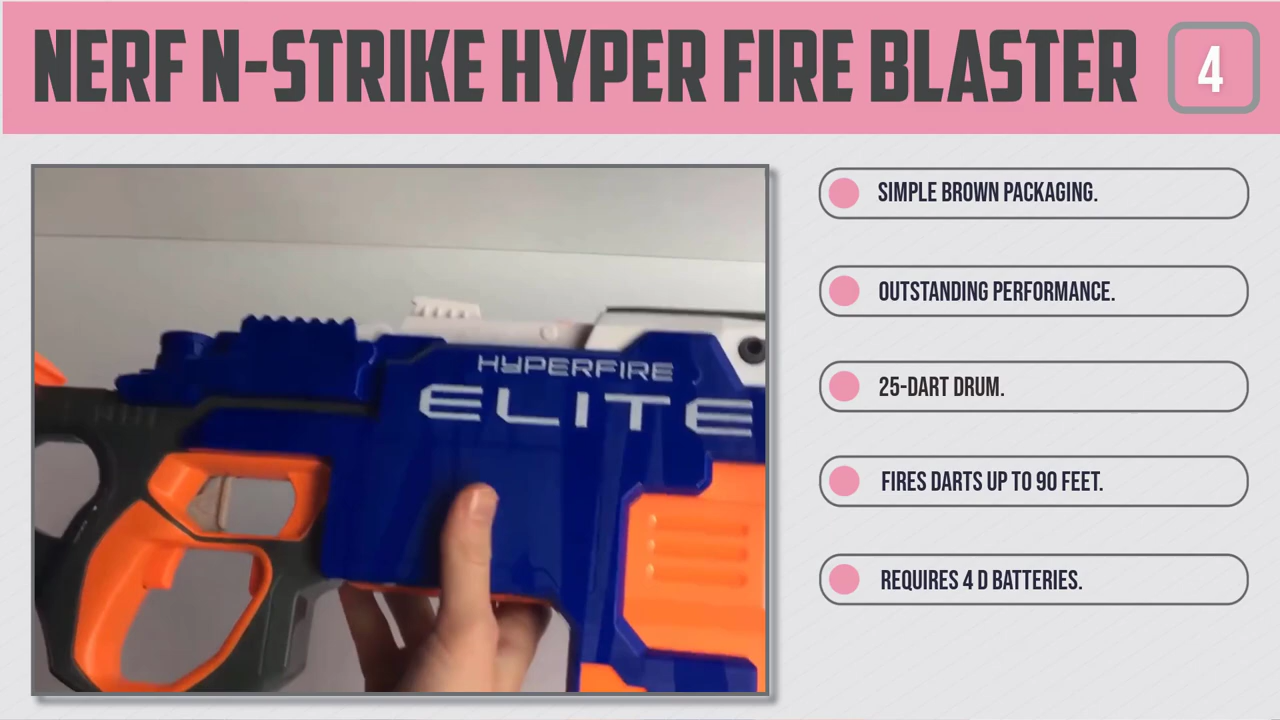 NERF N-STRIKE HYPER FIRE BLASTER
4
SIMPLE BROWN PACKAGING.
OUTSTANDING PERFORMANCE.
25-DART DRUM.
FIRES DARTS UP TO 90 FEET.
REQUIRES 4 D BATTERIES.
HYPERFIRE
ELITE